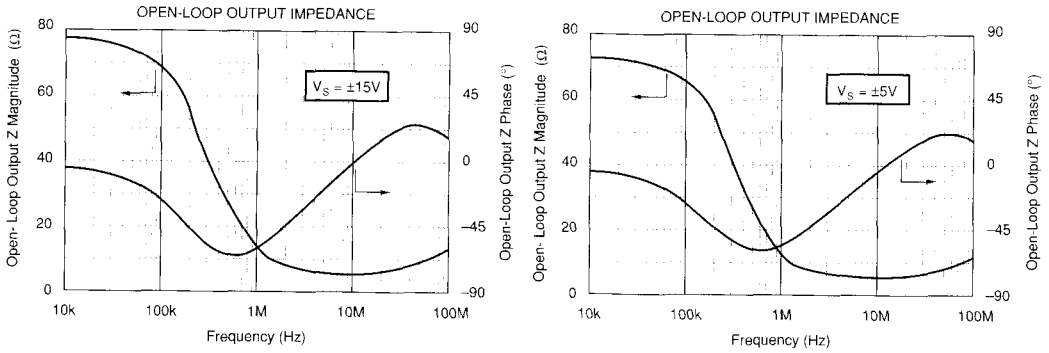 OPEN-LOOP OUTPUT IMPEDANCE
Open- Loop Output Z Magnitude (Ω)
80
60
40
20
0
V_S = ±15V
90
45
0
–45
–90
Open-Loop Output Z Phase (°)
10k 100k 1M 10M 100M
Frequency (Hz)
OPEN-LOOP OUTPUT IMPEDANCE
Open- Loop Output Z Magnitude (Ω)
80
60
40
20
0
V_S = ±5V
90
45
0
–45
–90
Open-Loop Output Z Phase (°)
10k 100k 1M 10M 100M
Frequency (Hz)